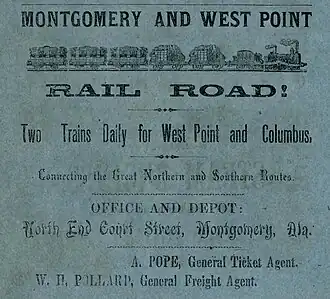 MONTGOMERY AND WEST POINT
RAIL ROAD!
Two Trains Daily for West Point and Columbus,
Connecting the Great Northern and Southern Routes.
OFFICE AND DEPOT:
North End Court Street, Montgomery, Ala.
A. POPE, General Ticket Agent.
W. H. POLLARD, General Freight Agent.